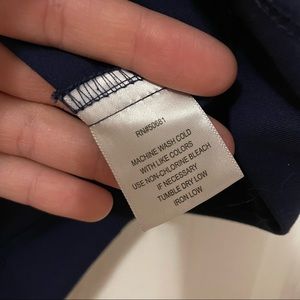 RN#50681
MACHINE WASH COLD
WITH LIKE COLORS
USE NON-CHLORINE BLEACH
IF NECESSARY
TUMBLE DRY LOW
IRON LOW